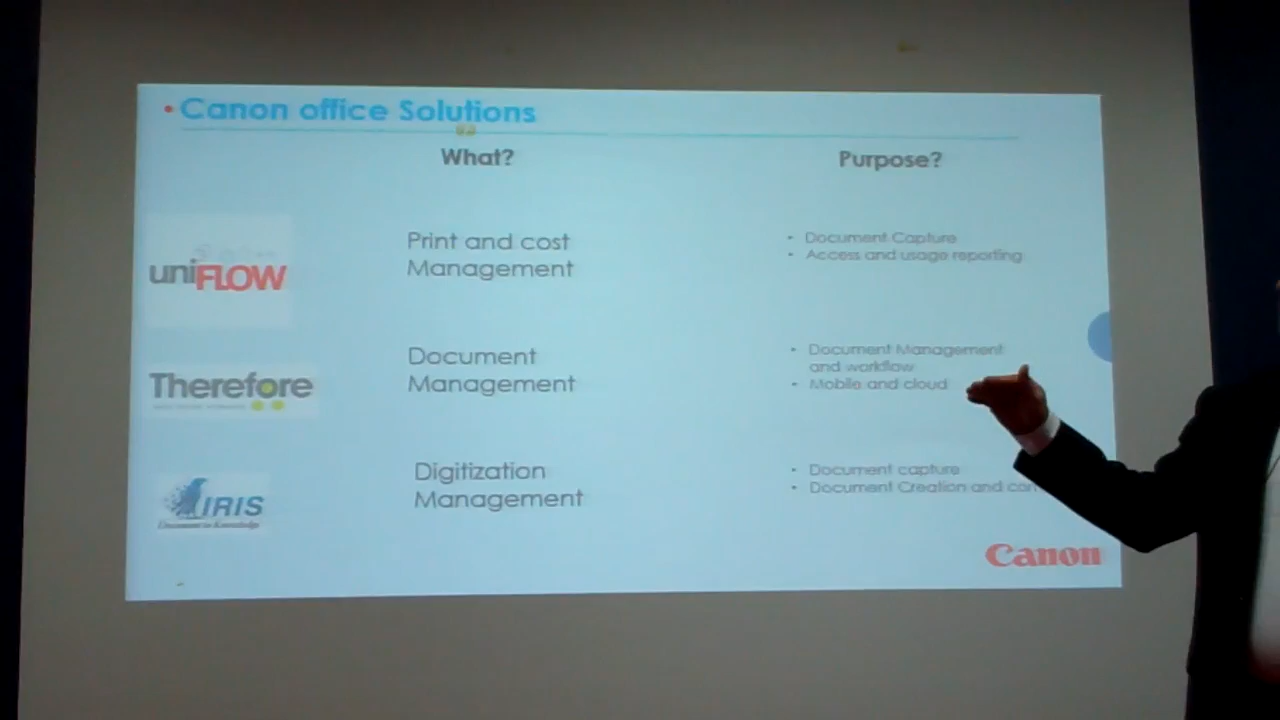 • Canon office Solutions
What?
Purpose?
uniFLOW
Print and cost
Management
• Document Capture
• Access and usage reporting
Therefore
Document
Management
• Document Management
and workflow
• Mobile and cloud
IRIS
Document to Knowledge
Digitization
Management
• Document capture
• Document Creation and con
Canon